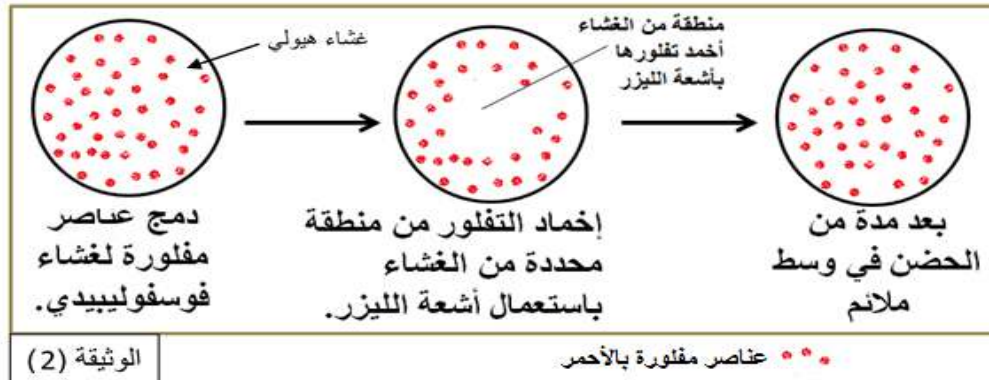 غشاء هيولي
منطقة من الغشاء
أخمد تفلورها
بأشعة الليزر
دمج عناصر
مفلورة لغشاء
فوسفوليبيدي.
إخماد التفلور من منطقة
محددة من الغشاء
باستعمال أشعة الليزر.
بعد مدة من
الحضن في وسط
ملائم
عناصر مفلورة بالأحمر
الوثيقة (2)